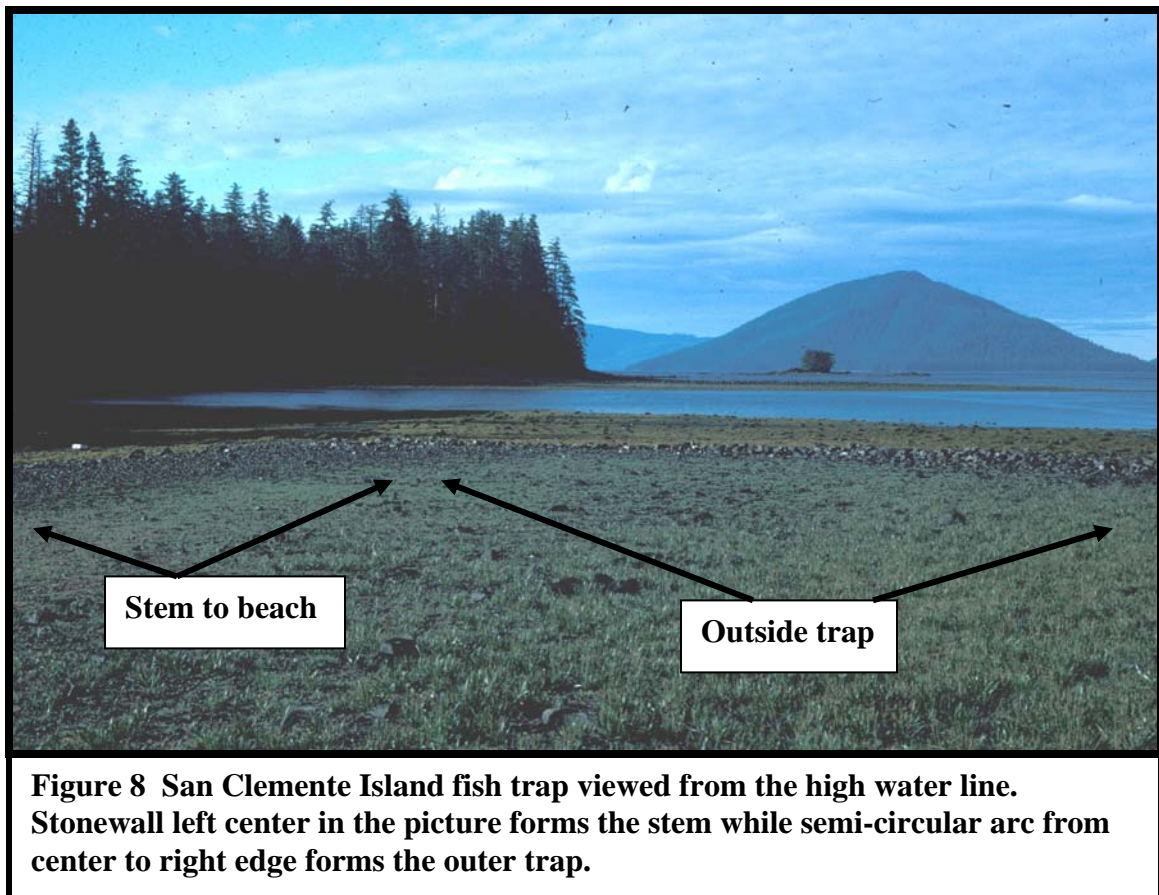 Stem to beach
Outside trap
Figure 8  San Clemente Island fish trap viewed from the high water line.
Stonewall left center in the picture forms the stem while semi-circular arc from
center to right edge forms the outer trap.